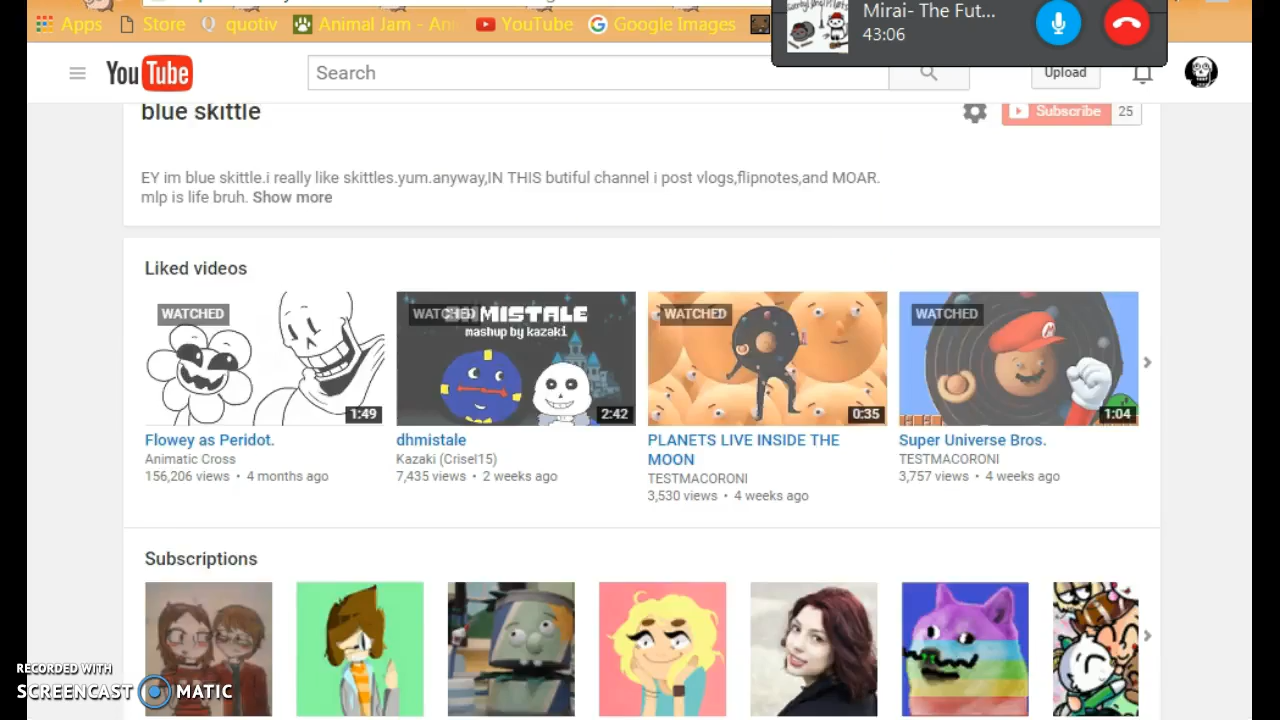 Mirai- The Fut...
43:06
Apps Store quotiv Animal Jam - An YouTube Google Images
YouTube Search Upload
blue skittle Subscribe 25
EY im blue skittle.i really like skittles.yum.anyway,IN THIS butiful channel i post vlogs,flipnotes,and MOAR.
mlp is life bruh. Show more
Liked videos
WATCHED WATCHED WATCHED WATCHED
MISTALE
mashup by kazaki
1:49 2:42 0:35 1:04
Flowey as Peridot. dhmistale PLANETS LIVE INSIDE THE Super Universe Bros.
Animatic Cross Kazaki (Crisel15) MOON TESTMACORONI
156,206 views • 4 months ago 7,435 views • 2 weeks ago TESTMACORONI 3,757 views • 4 weeks ago
3,530 views • 4 weeks ago
Subscriptions
RECORDED WITH
SCREENCAST MATIC